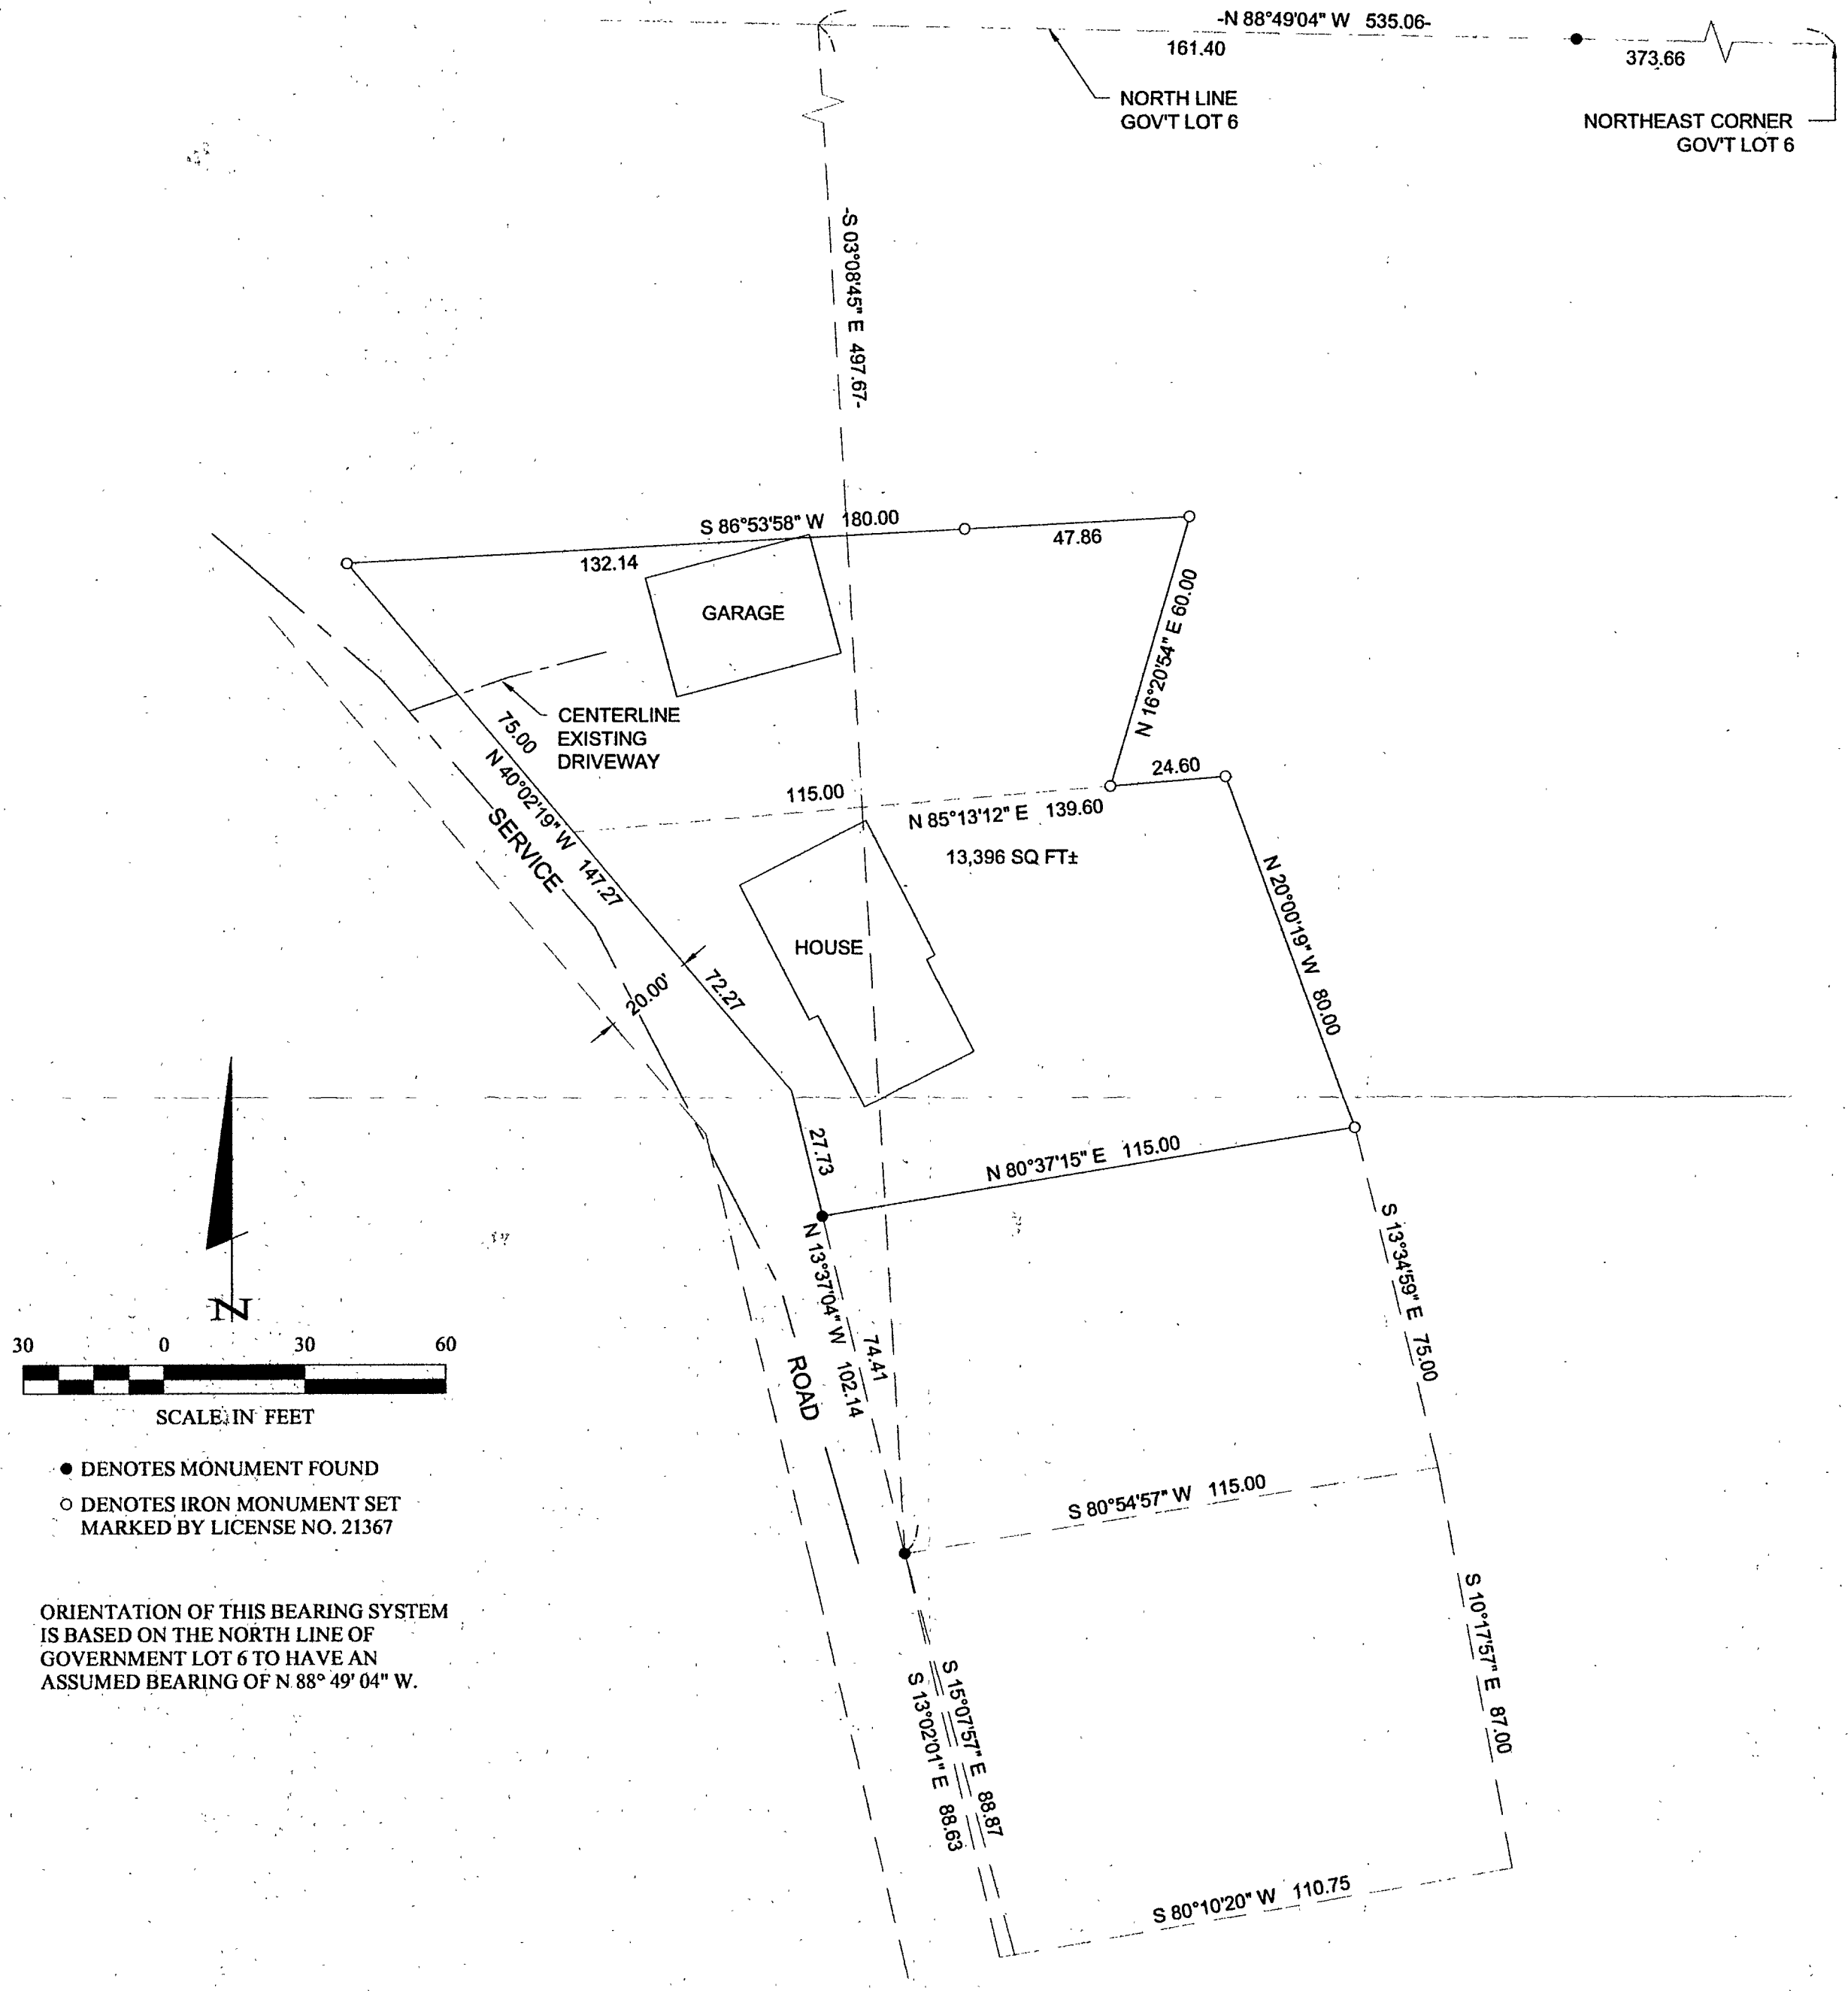 -N 88°49'04" W 535.06-
161.40
373.66
NORTH LINE
GOV'T LOT 6
NORTHEAST CORNER
GOV'T LOT 6
-S 03°08'45" E 497.67-
S 86°53'58" W 180.00
132.14
47.86
GARAGE
N 16°20'54" E 60.00
CENTERLINE
EXISTING
DRIVEWAY
75.00
N 40°02'19" W 147.27
24.60
115.00
N 85°13'12" E 139.60
13,396 SQ FT±
SERVICE
HOUSE
N 20°00'19" W 80.00
72.27
20.00'
27.73
N 80°37'15" E 115.00
N 13°37'04" W 102.14
74.41
S 13°34'59" E 75.00
N
30 0 30 60
SCALE IN FEET
ROAD
● DENOTES MONUMENT FOUND
○ DENOTES IRON MONUMENT SET
MARKED BY LICENSE NO. 21367
S 80°54'57" W 115.00
ORIENTATION OF THIS BEARING SYSTEM
IS BASED ON THE NORTH LINE OF
GOVERNMENT LOT 6 TO HAVE AN
ASSUMED BEARING OF N 88° 49' 04" W.
S 10°17'57" E 87.00
S 15°07'57" E 88.87
S 13°02'01" E 88.63
S 80°10'20" W 110.75